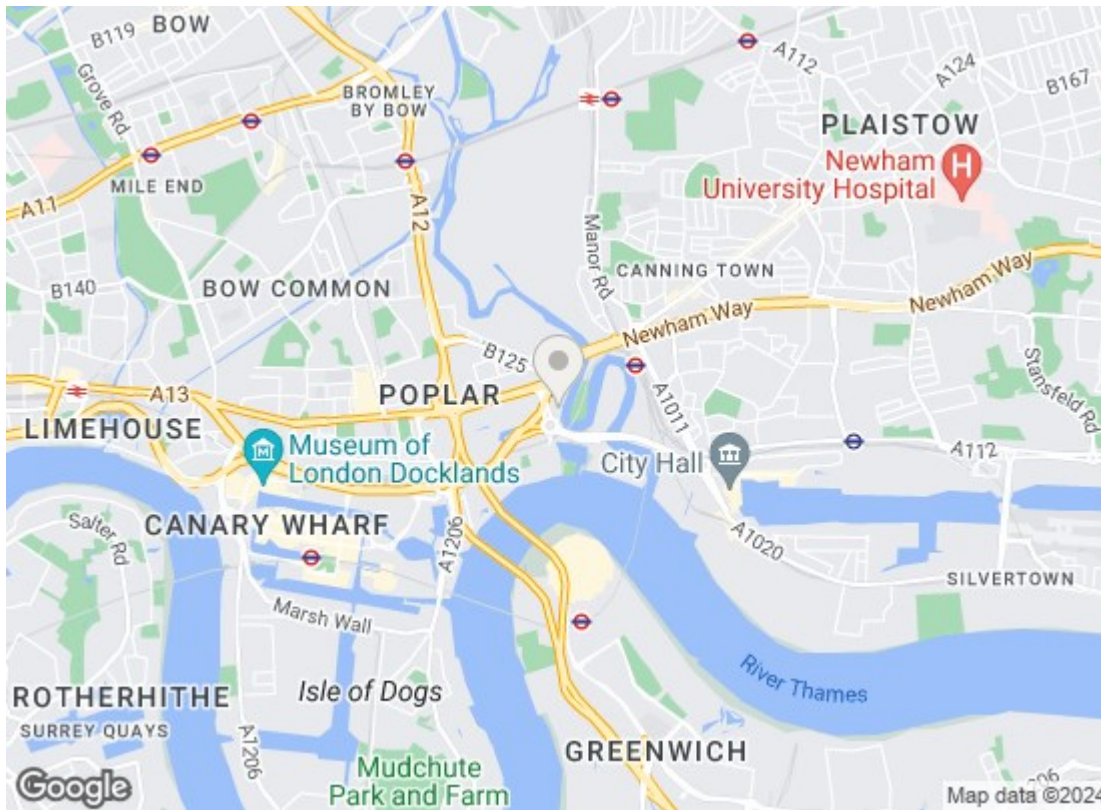 BOW
B119
Grove Rd
A112
A124
B167
BROMLEY
BY BOW
PLAISTOW
Newham
University Hospital
H
MILE END
A11
A12
Manor Rd
CANNING TOWN
B140
BOW COMMON
Newham Way
Newham Way
B125
A13
POPLAR
A1011
Stansfeld Rd
LIMEHOUSE
Museum of
London Docklands
M
City Hall
A112
CANARY WHARF
Salter Rd
A1206
A1020
SILVERTOWN
Marsh Wall
River Thames
ROTHERHITHE
SURREY QUAYS
Isle of Dogs
A1206
GREENWICH
Mudchute
Park and Farm
Google
206
Map data ©2024